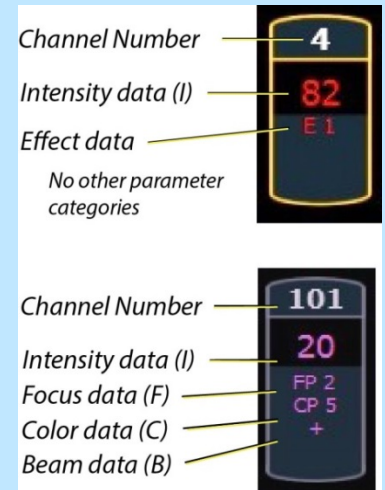 Channel Number
4
Intensity data (I)
82
Effect data
E 1
No other parameter
categories
Channel Number
101
Intensity data (I)
20
Focus data (F)
FP 2
Color data (C)
CP 5
Beam data (B)
+